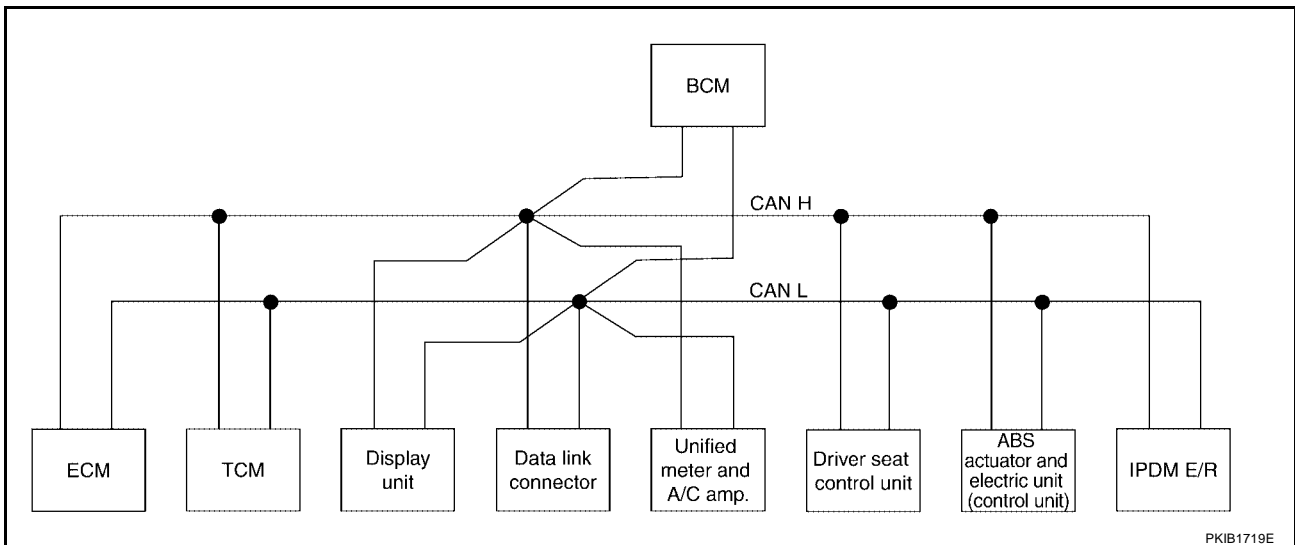 BCM
CAN H
CAN L
ECM
TCM
Display
unit
Data link
connector
Unified
meter and
A/C amp.
Driver seat
control unit
ABS
actuator and
electric unit
(control unit)
IPDM E/R
PKIB1719E